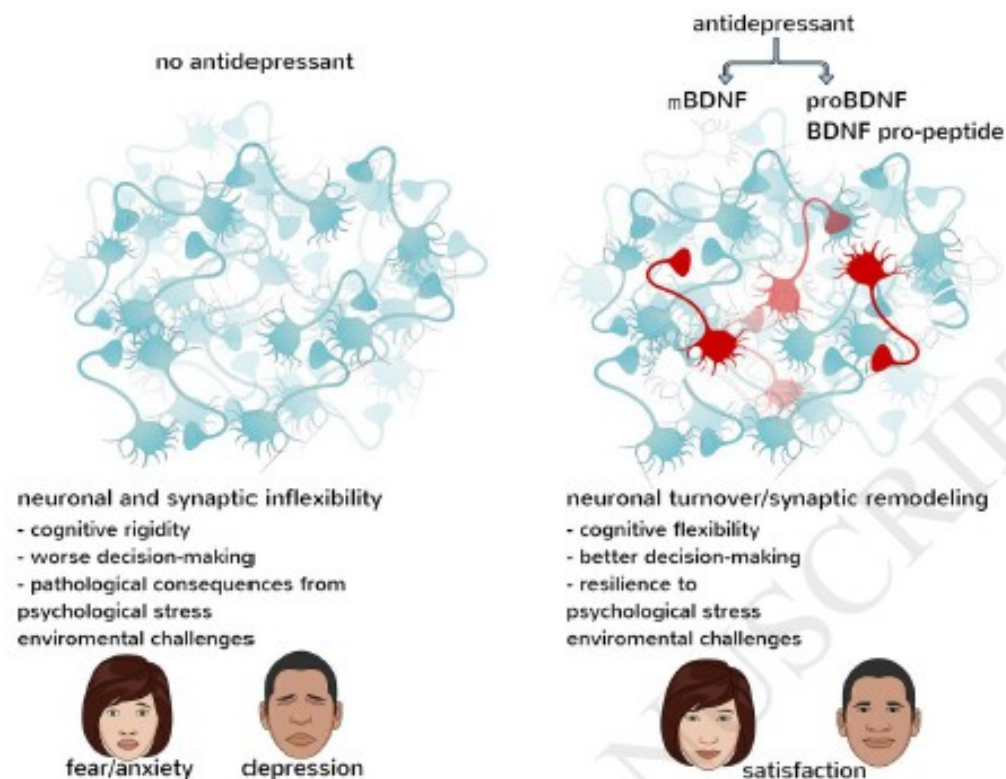 no antidepressant
neuronal and synaptic inflexibility
- cognitive rigidity
- worse decision-making
- pathological consequences from
psychological stress
enviromental challenges
fear/anxiety
depression
antidepressant
mBDNF
proBDNF
BDNF pro-peptide
neuronal turnover/synaptic remodeling
- cognitive flexibility
- better decision-making
- resilience to
psychological stress
enviromental challenges
satisfaction